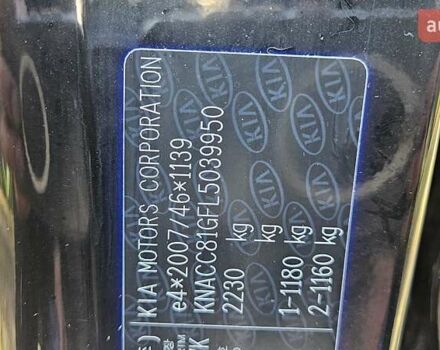 KIA MOTORS CORPORATION
e4*2007/46*1139
KNACC81GFL5039950
2230 kg
kg
1-1180 kg
2-1160 kg